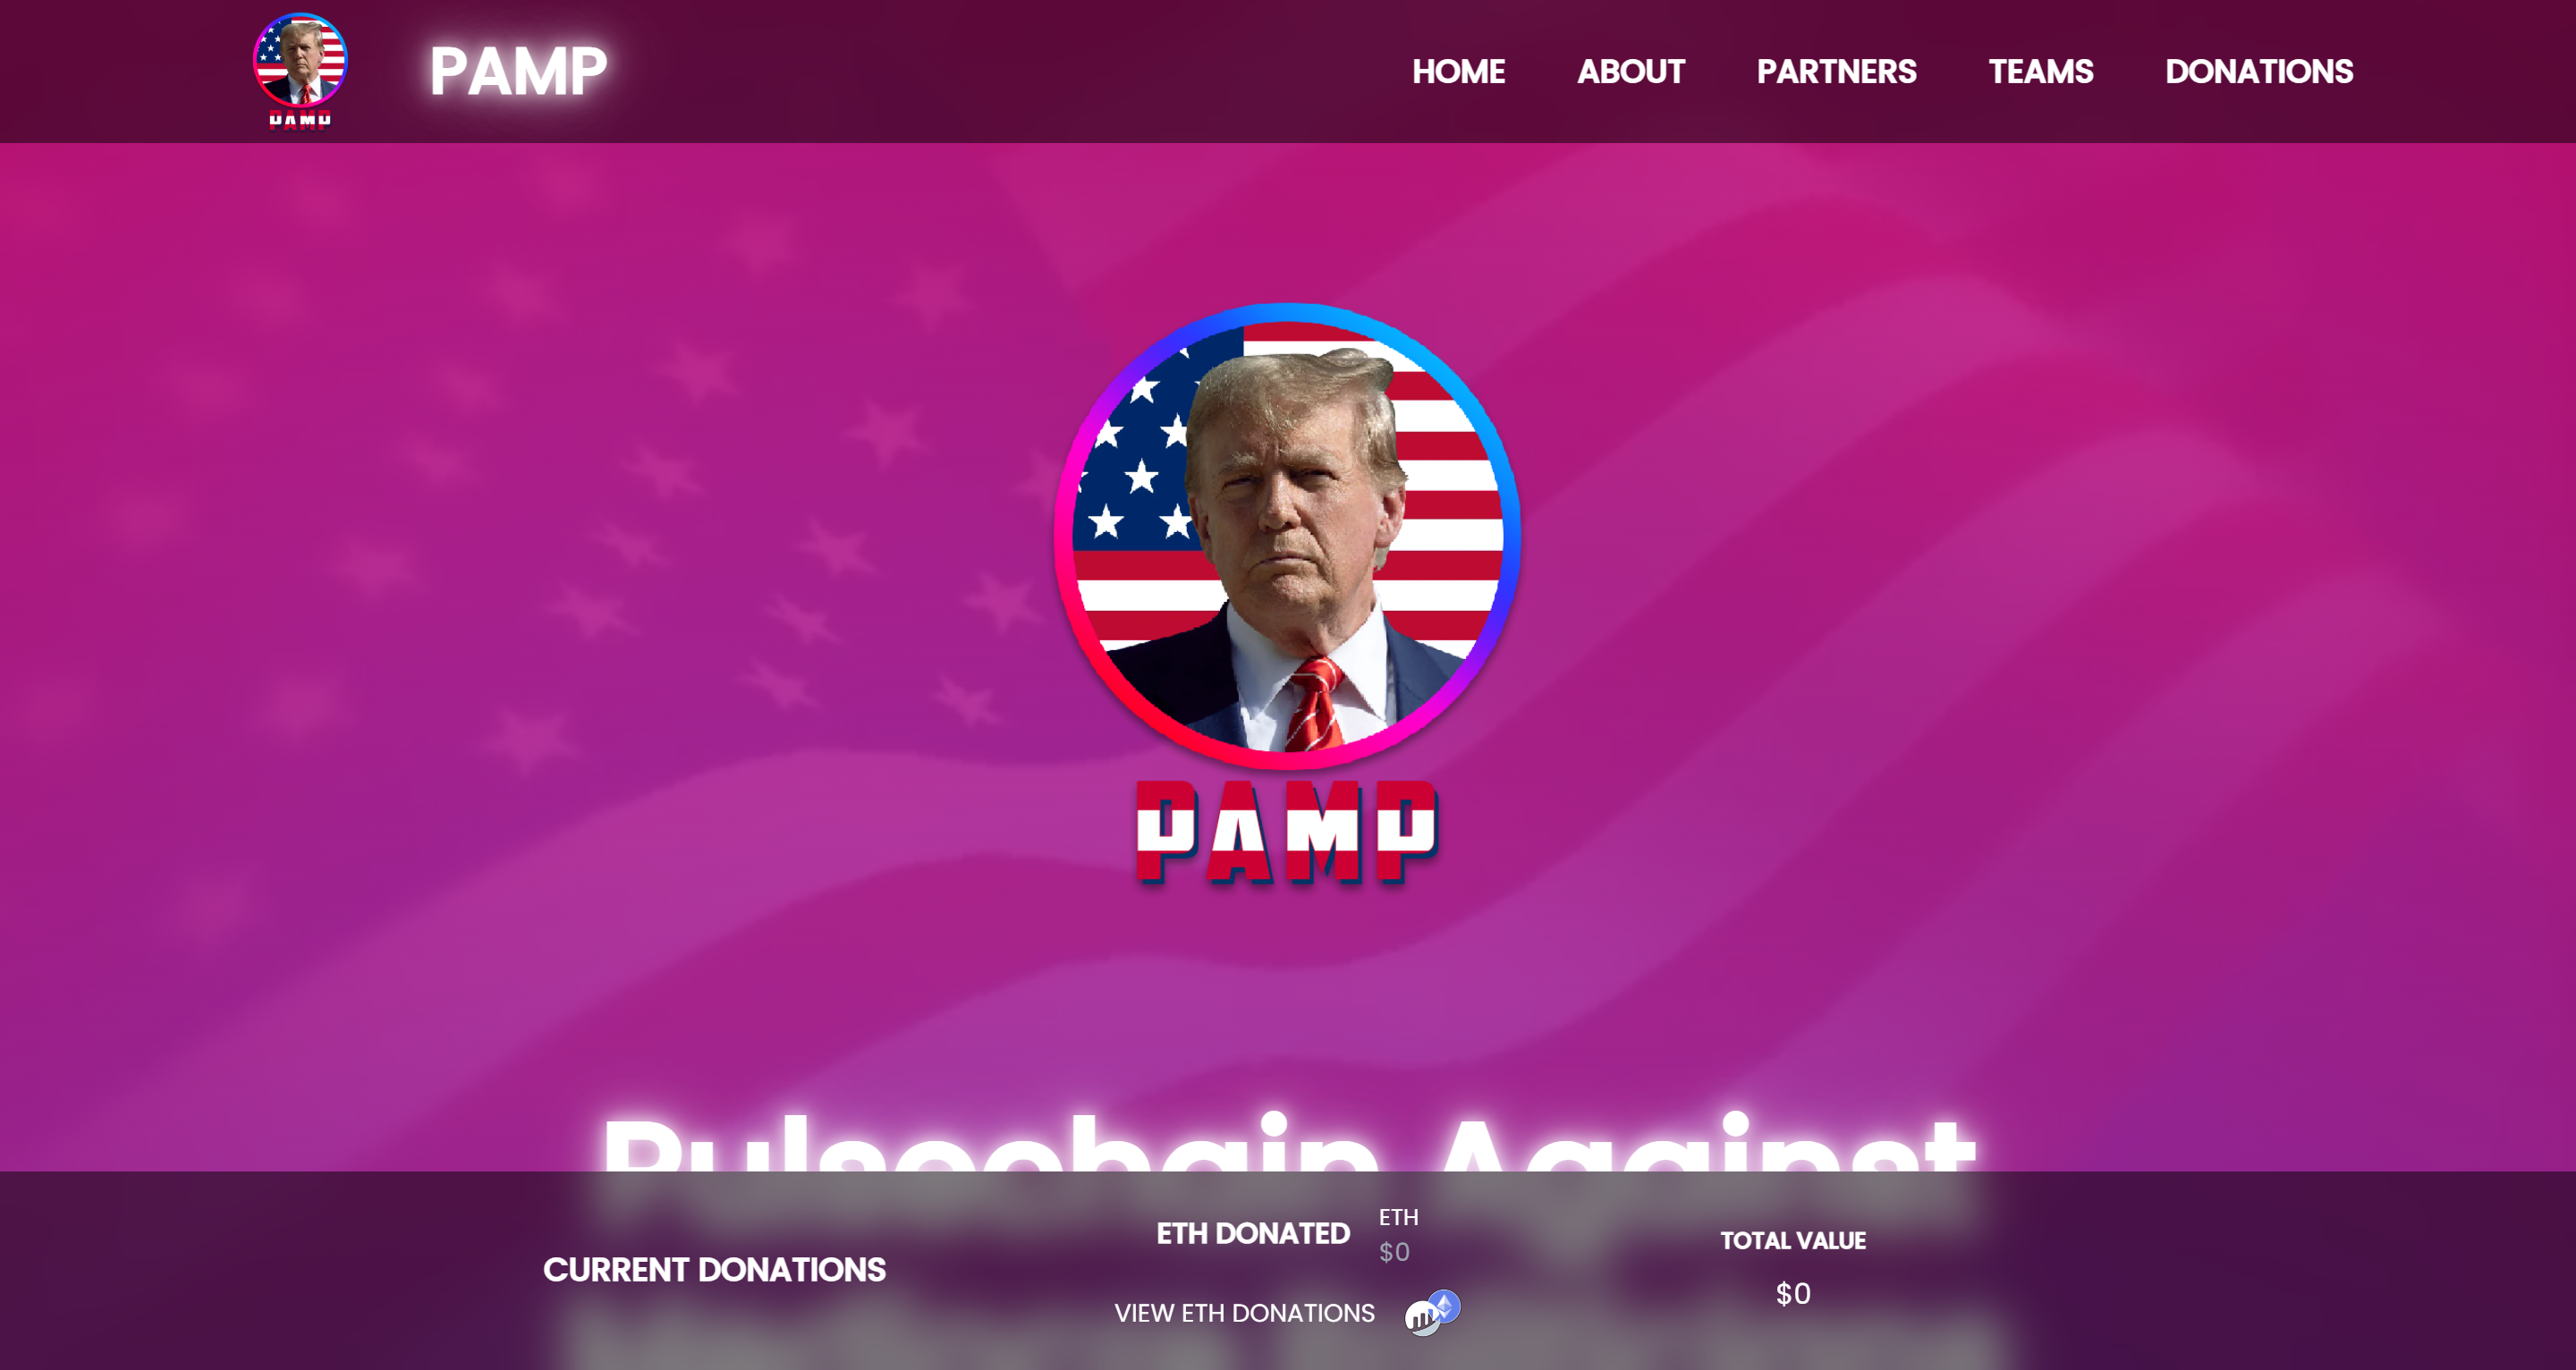 PAMP
PAMP
HOME
ABOUT
PARTNERS
TEAMS
DONATIONS
PAMP
Pulsechain Against
CURRENT DONATIONS
ETH DONATED
ETH
$0
VIEW ETH DONATIONS
TOTAL VALUE
$0